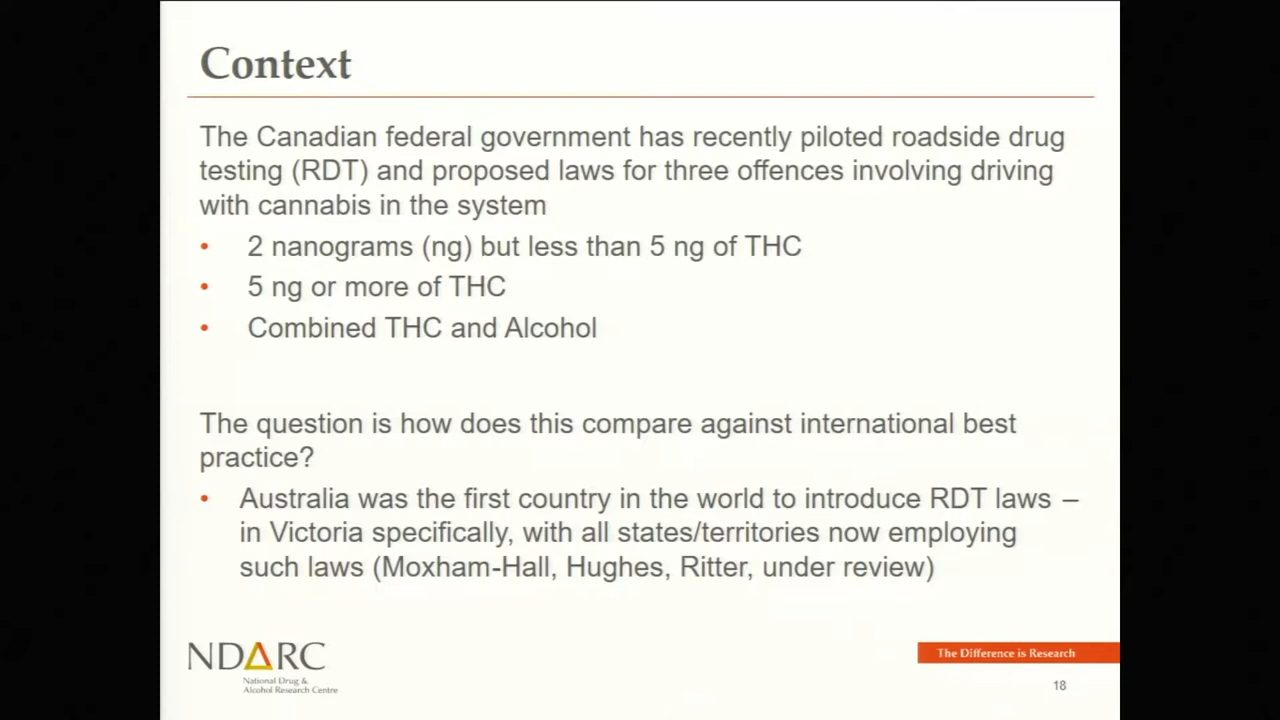 Context
The Canadian federal government has recently piloted roadside drug
testing (RDT) and proposed laws for three offences involving driving
with cannabis in the system
• 2 nanograms (ng) but less than 5 ng of THC
• 5 ng or more of THC
• Combined THC and Alcohol
The question is how does this compare against international best
practice?
• Australia was the first country in the world to introduce RDT laws –
in Victoria specifically, with all states/territories now employing
such laws (Moxham-Hall, Hughes, Ritter, under review)
NDARC
National Drug &
Alcohol Research Centre
The Difference is Research
18